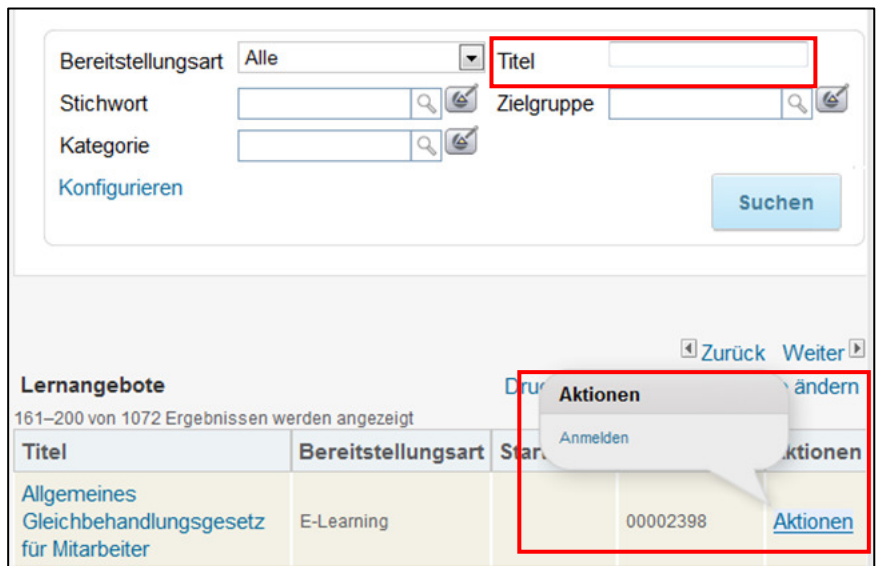 Bereitstellungsart Alle Titel
Stichwort Zielgruppe
Kategorie
Konfigurieren
Suchen
Zurück Weiter
Lernangebote Dru ändern
161–200 von 1072 Ergebnissen werden angezeigt
Aktionen
Anmelden
Titel Bereitstellungsart Star ktionen
Allgemeines
Gleichbehandlungsgesetz E-Learning 00002398 Aktionen
für Mitarbeiter